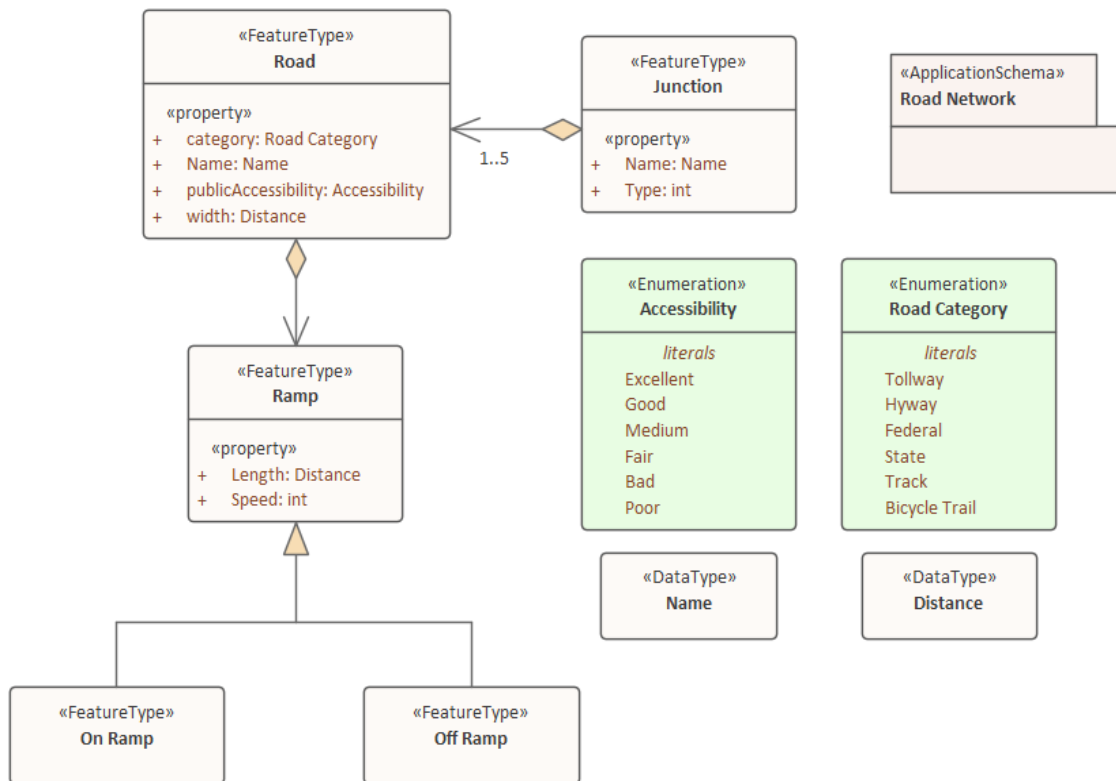 «FeatureType»
Road
«property»
+ category: Road Category
+ Name: Name
+ publicAccessibility: Accessibility
+ width: Distance
1..5
«FeatureType»
Junction
«property»
+ Name: Name
+ Type: int
«ApplicationSchema»
Road Network
«FeatureType»
Ramp
«property»
+ Length: Distance
+ Speed: int
«Enumeration»
Accessibility
literals
Excellent
Good
Medium
Fair
Bad
Poor
«Enumeration»
Road Category
literals
Tollway
Hyway
Federal
State
Track
Bicycle Trail
«DataType»
Name
«DataType»
Distance
«FeatureType»
On Ramp
«FeatureType»
Off Ramp